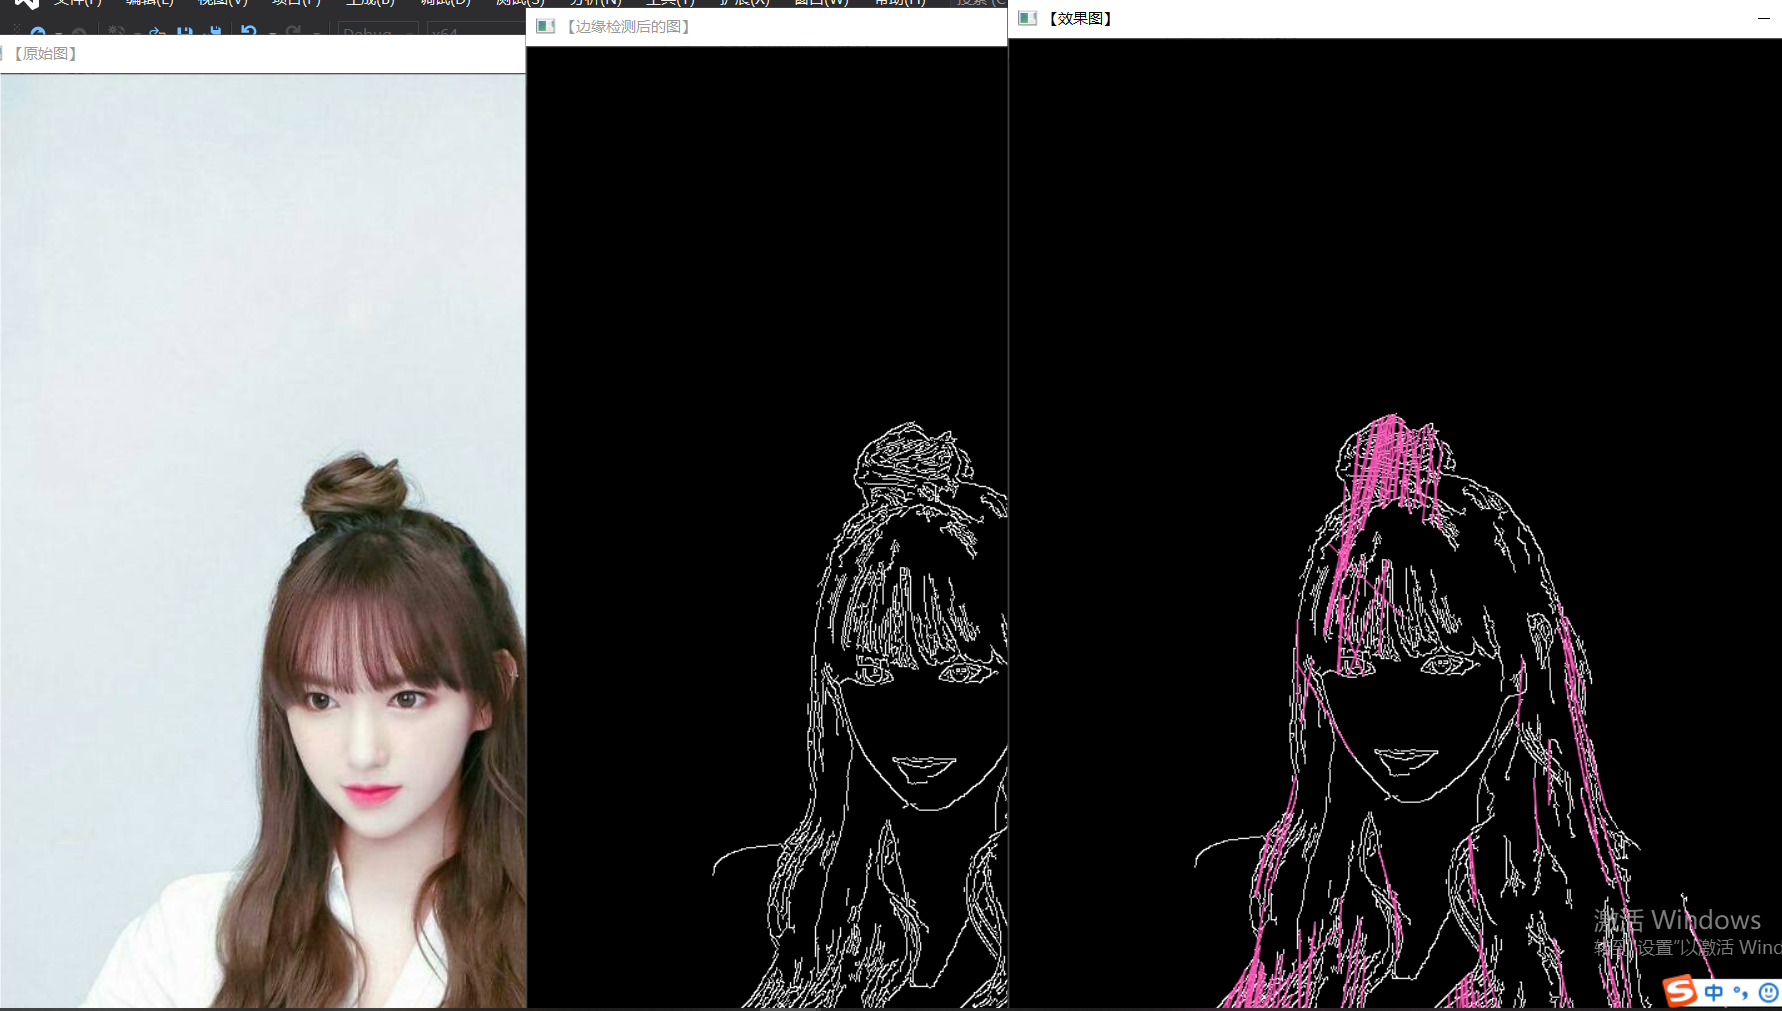 文件(F) 编辑(E) 视图(V) 项目(P) 生成(B) 调试(D) 测试(S) 分析(N) 工具(T) 扩展(X) 窗口(W) 帮助(H) 搜索 (C
Debug x64
【原始图】
【边缘检测后的图】
【效果图】
激活 Windows
转到"设置"以激活 Wind
S 中